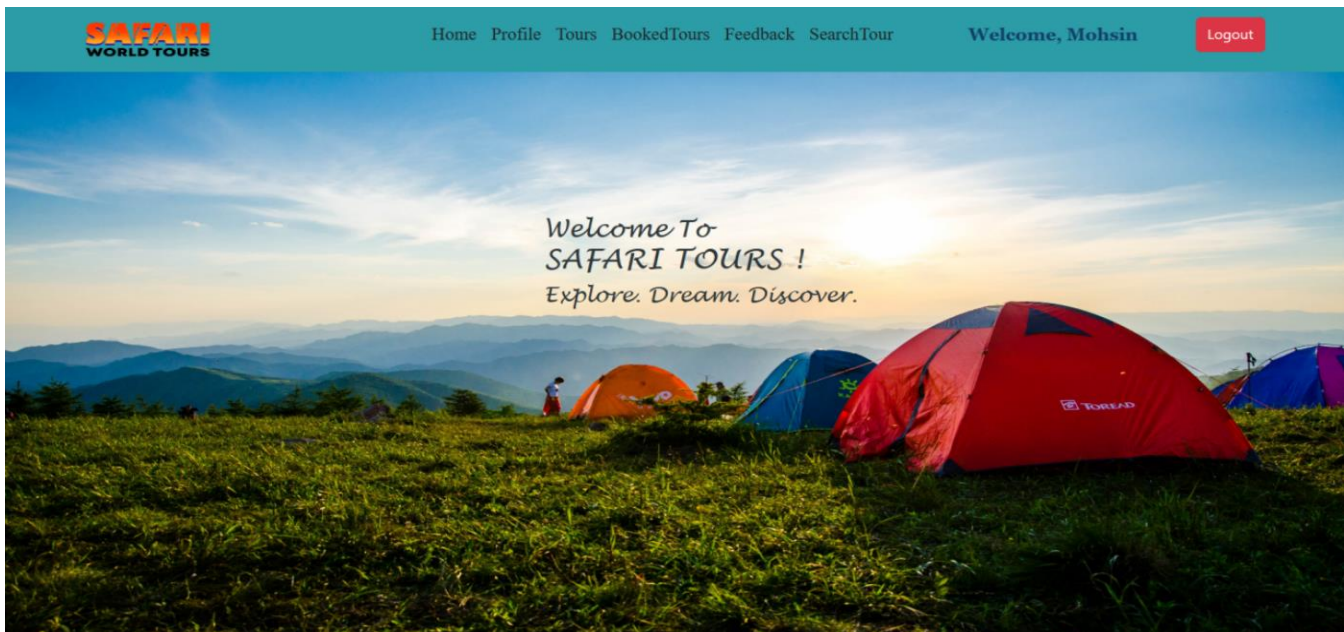 SAFARI
WORLD TOURS
Home Profile Tours BookedTours Feedback SearchTour
Welcome, Mohsin
Logout
Welcome To
SAFARI TOURS !
Explore. Dream. Discover.
TOREAD